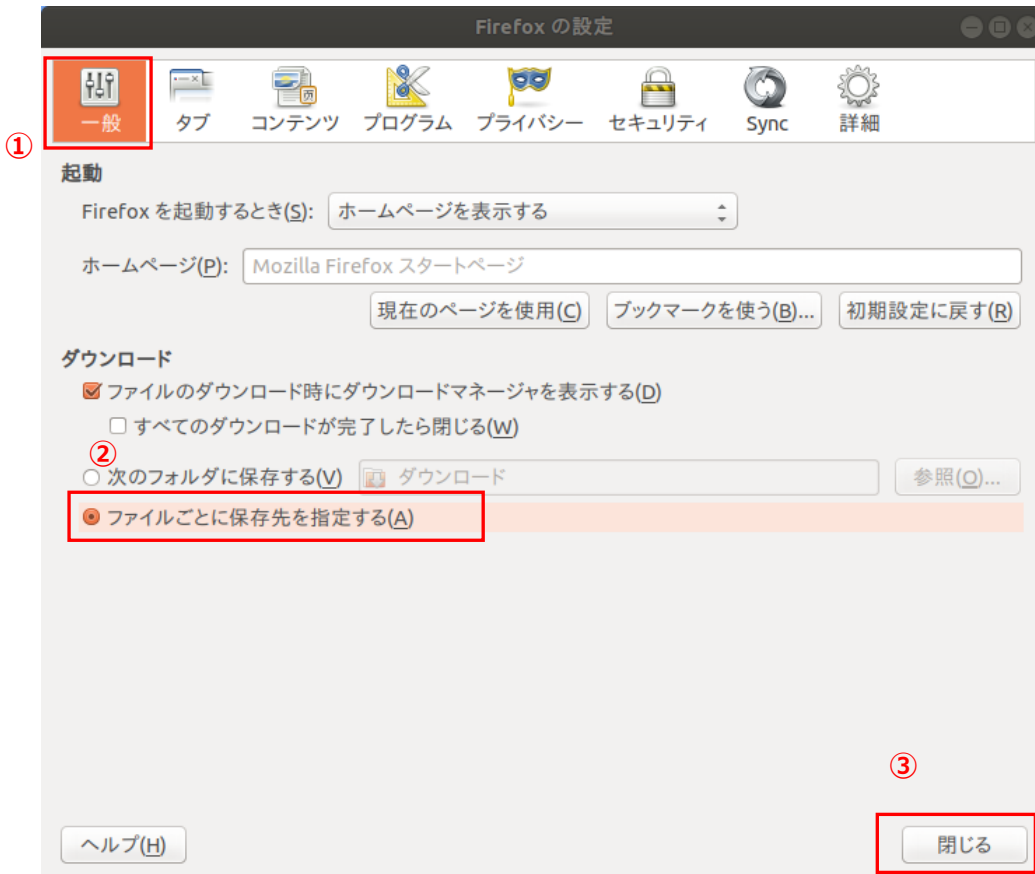 Firefox の設定
一般 タブ コンテンツ プログラム プライバシー セキュリティ Sync 詳細
①
起動
Firefox を起動するとき(S): ホームページを表示する
ホームページ(P): Mozilla Firefox スタートページ
現在のページを使用(C) ブックマークを使う(B)... 初期設定に戻す(R)
ダウンロード
ファイルのダウンロード時にダウンロードマネージャを表示する(D)
すべてのダウンロードが完了したら閉じる(W)
②
次のフォルダに保存する(V) ダウンロード 参照(O)...
ファイルごとに保存先を指定する(A)
③
ヘルプ(H) 閉じる